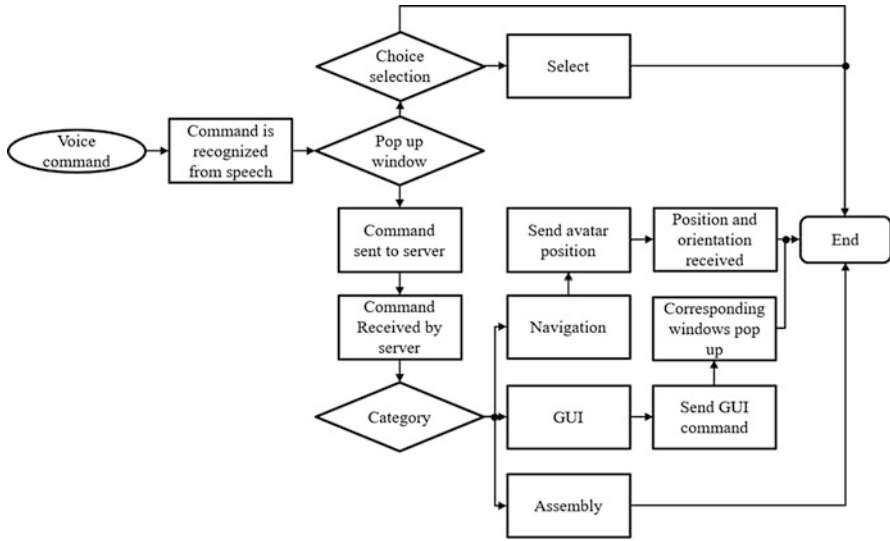 Choice
selection
Select
Voice
command
Command is
recognized
from speech
Pop up
window
Command
sent to server
Send avatar
position
Position and
orientation
received
End
Command
Received by
server
Navigation
Corresponding
windows pop
up
Category
GUI
Send GUI
command
Assembly